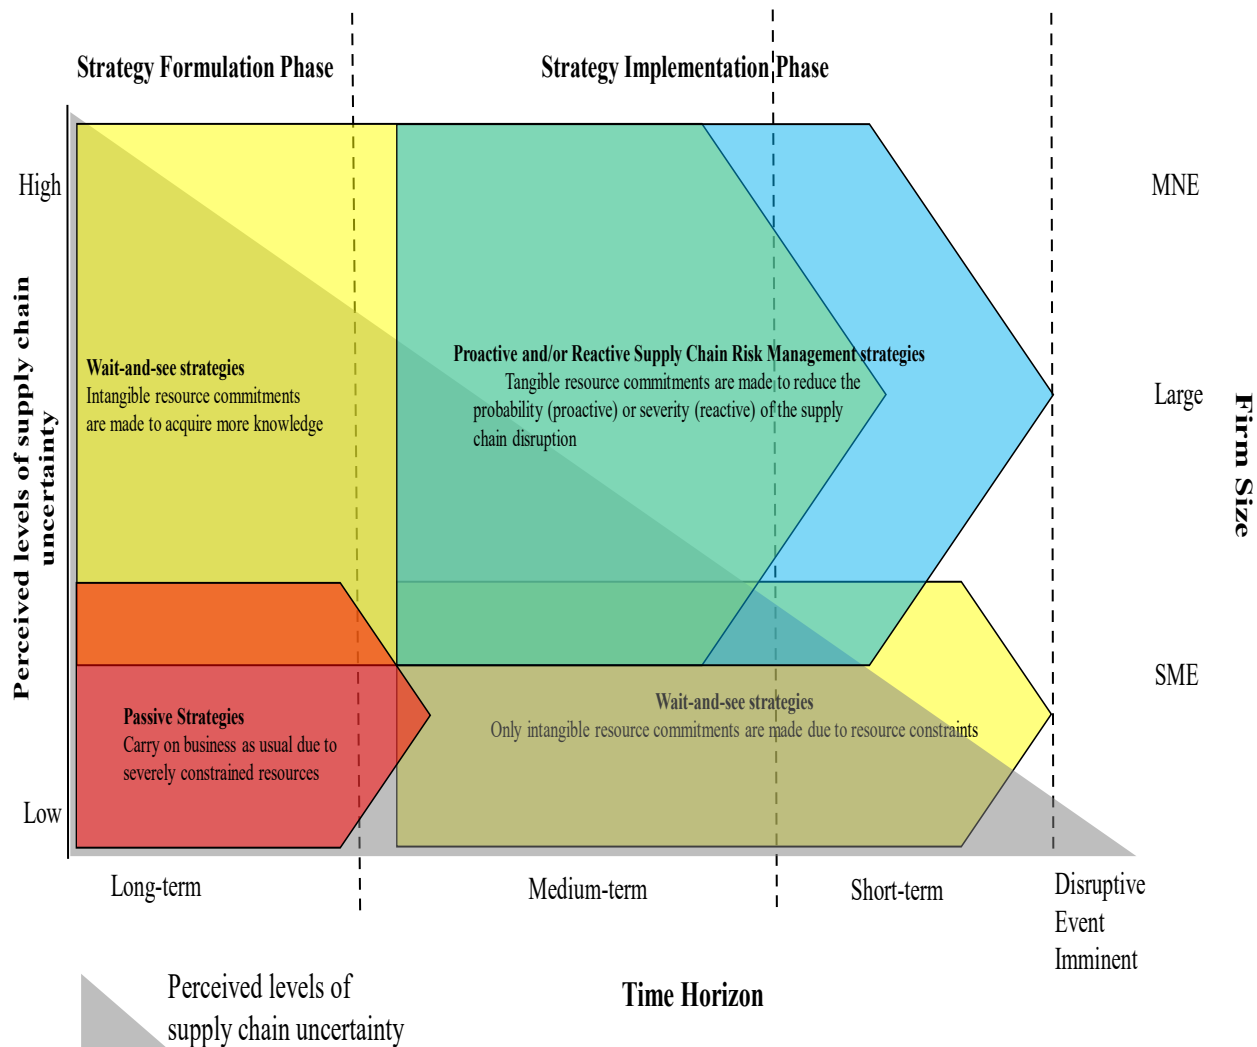 Strategy Formulation Phase
Strategy Implementation Phase
High
MNE
Perceived levels of supply chain
uncertainty
Wait-and-see strategies
Intangible resource commitments
are made to acquire more knowledge
Proactive and/or Reactive Supply Chain Risk Management strategies
Tangible resource commitments are made to reduce the
probability (proactive) or severity (reactive) of the supply
chain disruption
Large
Firm Size
SME
Passive Strategies
Carry on business as usual due to
severely constrained resources
Wait-and-see strategies
Only intangible resource commitments are made due to resource constraints
Low
Long-term
Medium-term
Short-term
Disruptive
Event
Imminent
Time Horizon
Perceived levels of
supply chain uncertainty